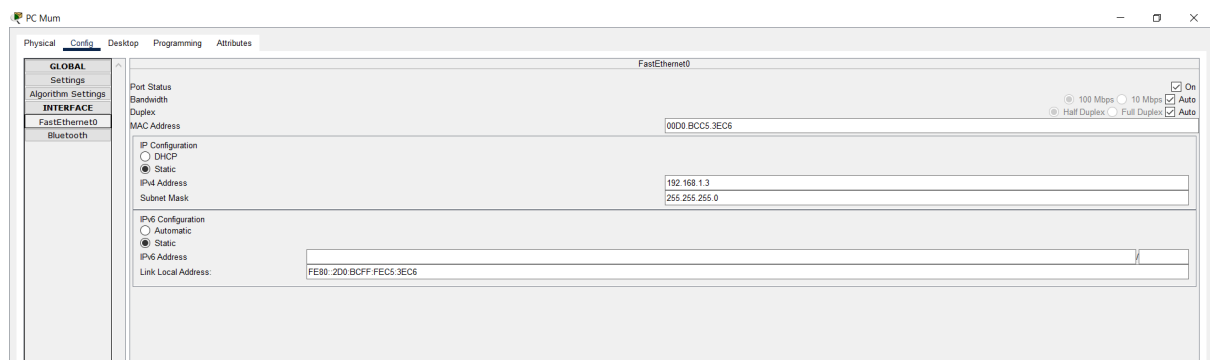 PC Mum
Physical Config Desktop Programming Attributes
GLOBAL
Settings
Algorithm Settings
INTERFACE
FastEthernet0
Bluetooth
FastEthernet0
Port Status On
Bandwidth 100 Mbps 10 Mbps Auto
Duplex Half Duplex Full Duplex Auto
MAC Address 00D0.BCC5.3EC6
IP Configuration
DHCP
Static
IPv4 Address 192.168.1.3
Subnet Mask 255.255.255.0
IPv6 Configuration
Automatic
Static
IPv6 Address /
Link Local Address: FE80::2D0:BCFF:FEC5:3EC6